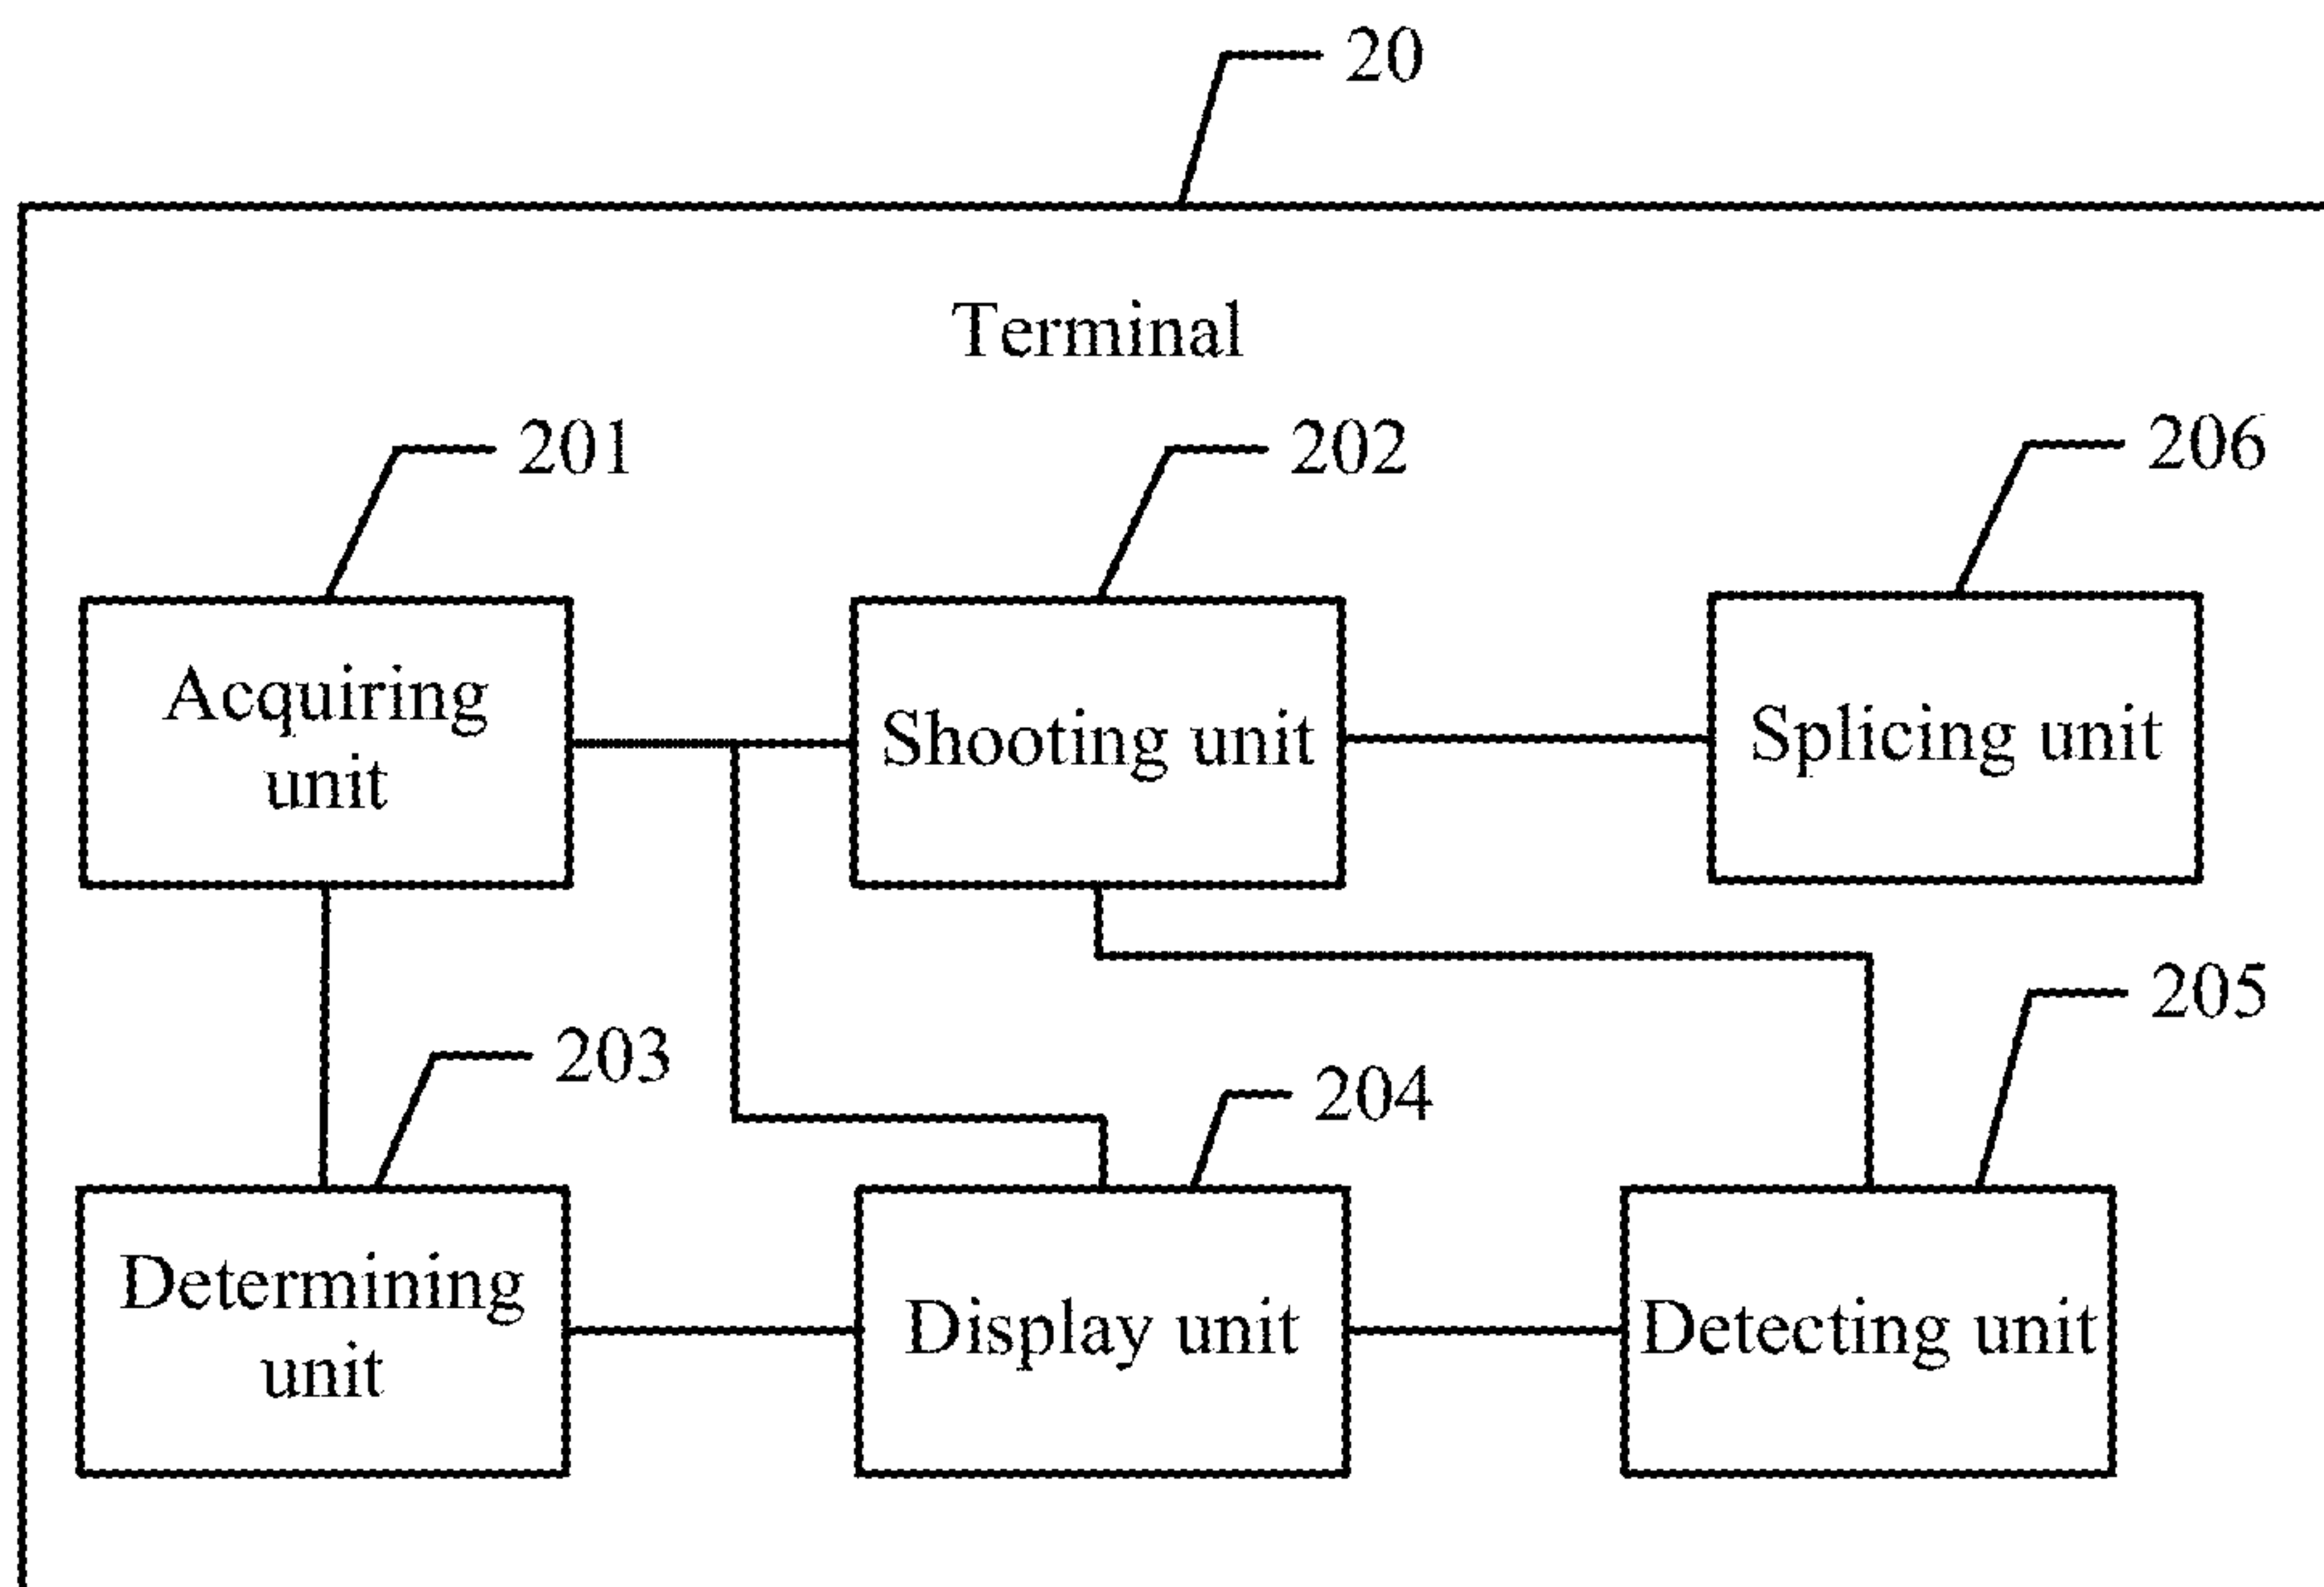 20
Terminal
201
202
206
Acquiring
unit
Shooting unit
Splicing unit
205
203
204
Determining
unit
Display unit
Detecting unit